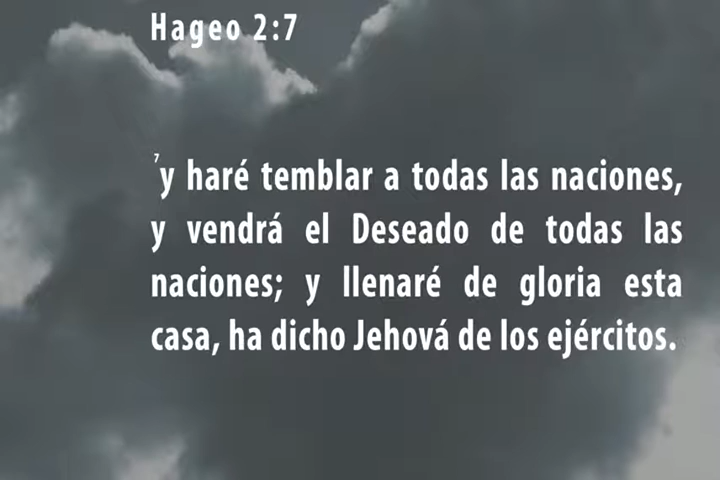 Hageo 2:7
7y haré temblar a todas las naciones,
y vendrá el Deseado de todas las
naciones; y llenaré de gloria esta
casa, ha dicho Jehová de los ejércitos.